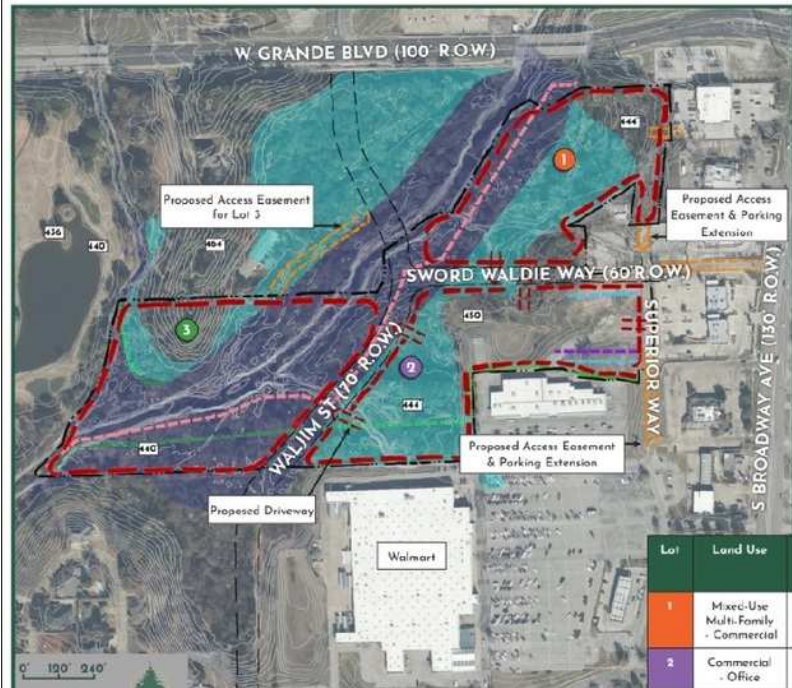 W GRANDE BLVD (100' R.O.W.)
444
1
Proposed Access Easement
for Lot 3
Proposed Access
Easement & Parking
Extension
436
440
464
SWORD WALDIE WAY (60' R.O.W.)
3
450
2
WALJIM ST (70' R.O.W.)
SUPERIOR WAY
S BROADWAY AVE (130' R.O.W.)
444
440
Proposed Access Easement
& Parking Extension
Proposed Driveway
Walmart
Lot
Land Use
1
Mixed-Use
Multi-Family
- Commercial
2
Commercial
- Office
0' 120' 240'